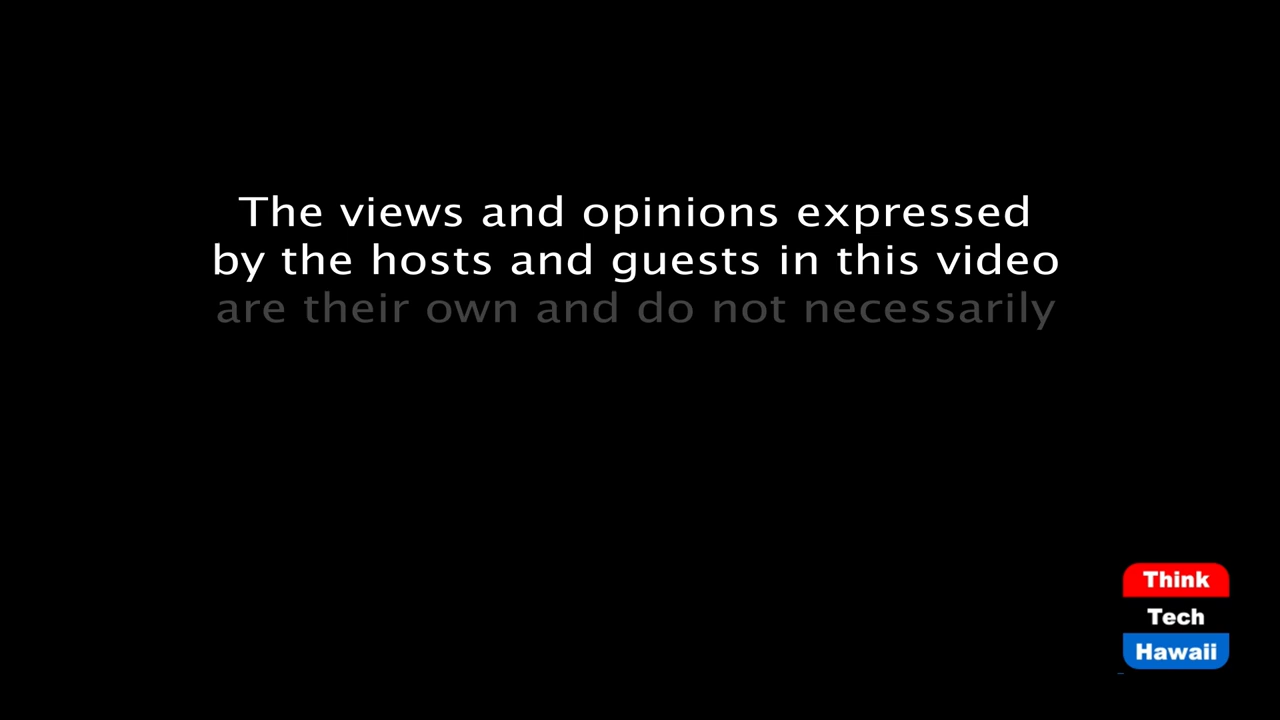 The views and opinions expressed
by the hosts and guests in this video
are their own and do not necessarily
Think
Tech
Hawaii